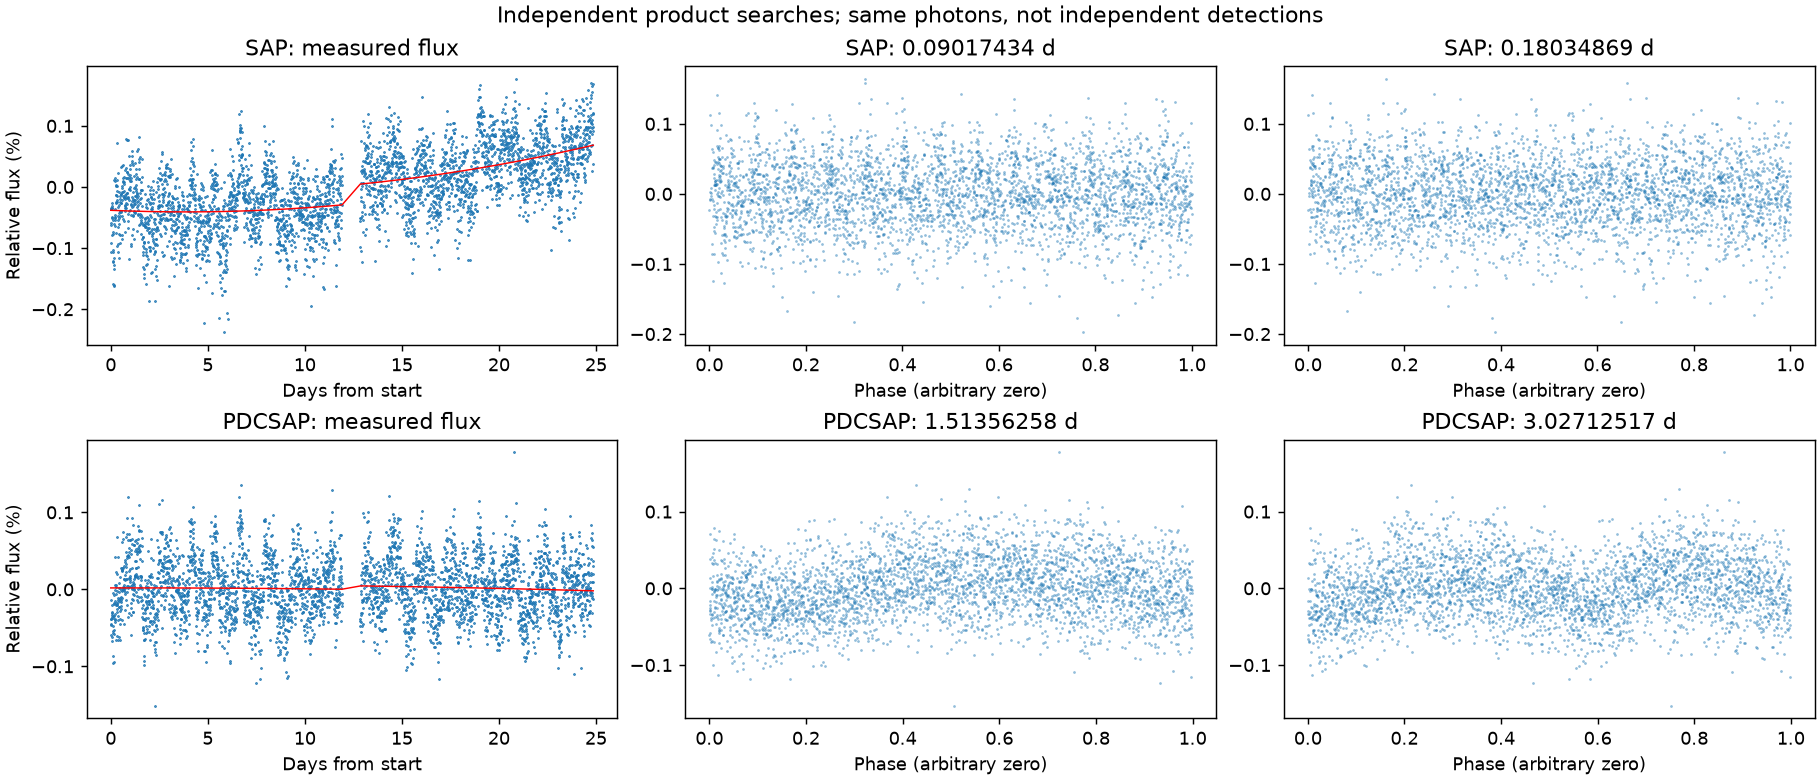 Independent product searches; same photons, not independent detections
SAP: measured flux
SAP: 0.09017434 d
SAP: 0.18034869 d
Relative flux (%)
0.1
0.0
−0.1
−0.2
0 5 10 15 20 25
Days from start
0.1
0.0
−0.1
−0.2
0.0 0.2 0.4 0.6 0.8 1.0
Phase (arbitrary zero)
0.1
0.0
−0.1
−0.2
0.0 0.2 0.4 0.6 0.8 1.0
Phase (arbitrary zero)
PDCSAP: measured flux
PDCSAP: 1.51356258 d
PDCSAP: 3.02712517 d
Relative flux (%)
0.1
0.0
−0.1
0 5 10 15 20 25
Days from start
0.1
0.0
−0.1
0.0 0.2 0.4 0.6 0.8 1.0
Phase (arbitrary zero)
0.1
0.0
−0.1
0.0 0.2 0.4 0.6 0.8 1.0
Phase (arbitrary zero)